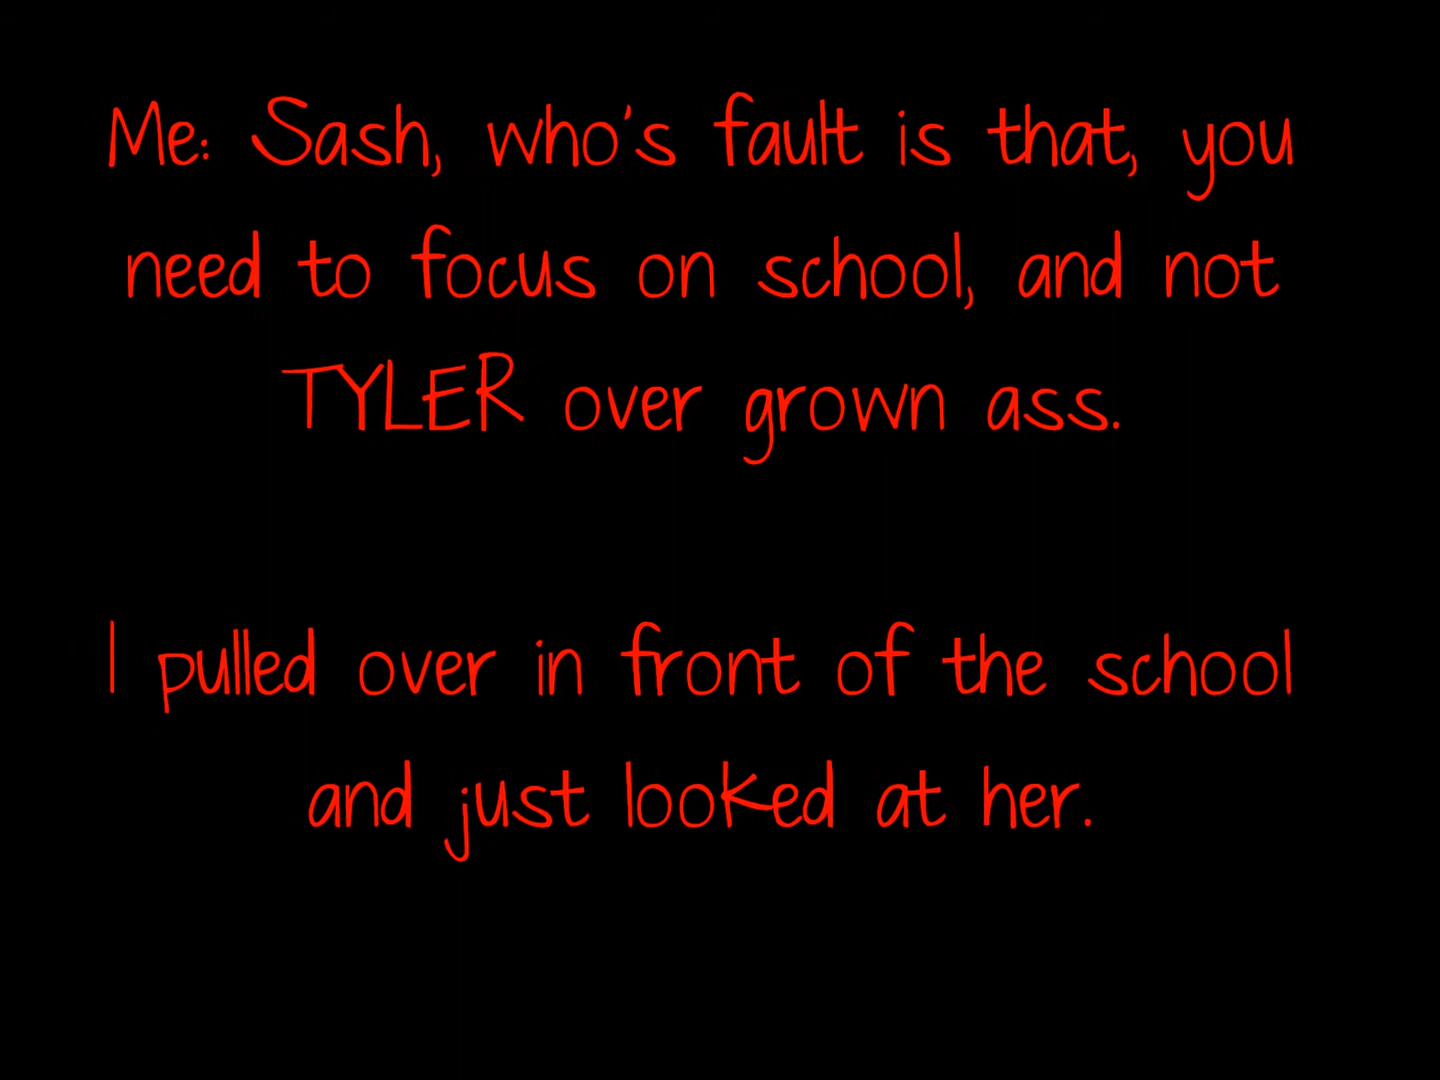 Me: Sash, who's fault is that, you
need to focus on school, and not
TYLER over grown ass.
I pulled over in front of the school
and just looked at her.